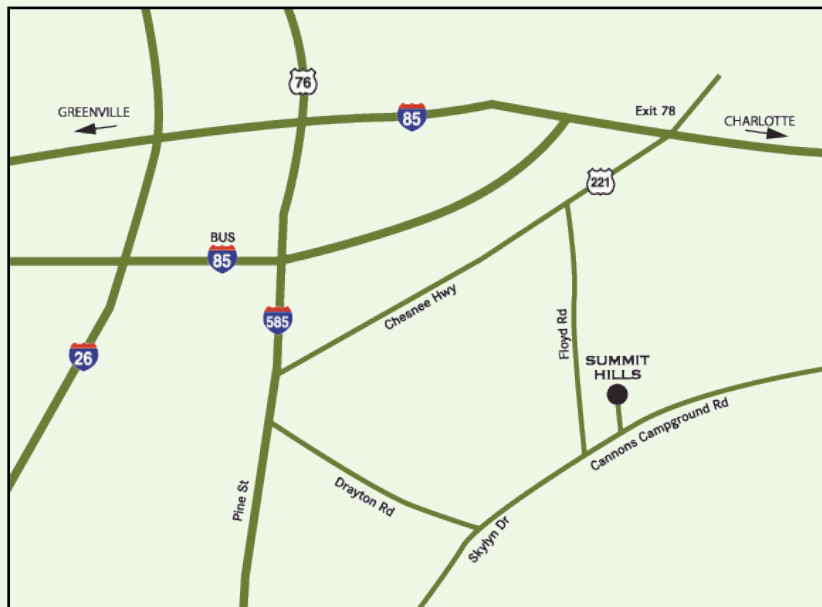 76
GREENVILLE
85
Exit 78
CHARLOTTE
221
BUS
85
Chesnee Hwy
585
Floyd Rd
26
SUMMIT
HILLS
Cannons Campground Rd
Drayton Rd
Pine St
Skylyn Dr